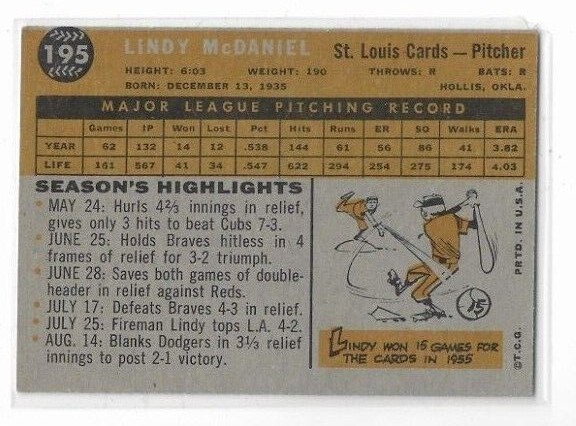 195
LINDY McDANIEL
St. Louis Cards — Pitcher
HEIGHT: 6:03 WEIGHT: 190 THROWS: R BATS: R
BORN: DECEMBER 13, 1935 HOLLIS, OKLA.
MAJOR LEAGUE PITCHING RECORD
Games IP Won Lost Pct Hits Runs ER SO Walks ERA
YEAR 62 132 14 12 .538 144 61 56 86 41 3.82
LIFE 161 567 41 34 .547 622 294 254 275 174 4.03
SEASON'S HIGHLIGHTS
• MAY 24: Hurls 4⅔ innings in relief,
gives only 3 hits to beat Cubs 7-3.
• JUNE 25: Holds Braves hitless in 4
frames of relief for 3-2 triumph.
• JUNE 28: Saves both games of double-
header in relief against Reds.
• JULY 17: Defeats Braves 4-3 in relief.
• JULY 25: Fireman Lindy tops L.A. 4-2.
• AUG. 14: Blanks Dodgers in 3⅓ relief
innings to post 2-1 victory.
15
LINDY WON 15 GAMES FOR
THE CARDS IN 1955
©T.C.G. PRTD. IN U.S.A.